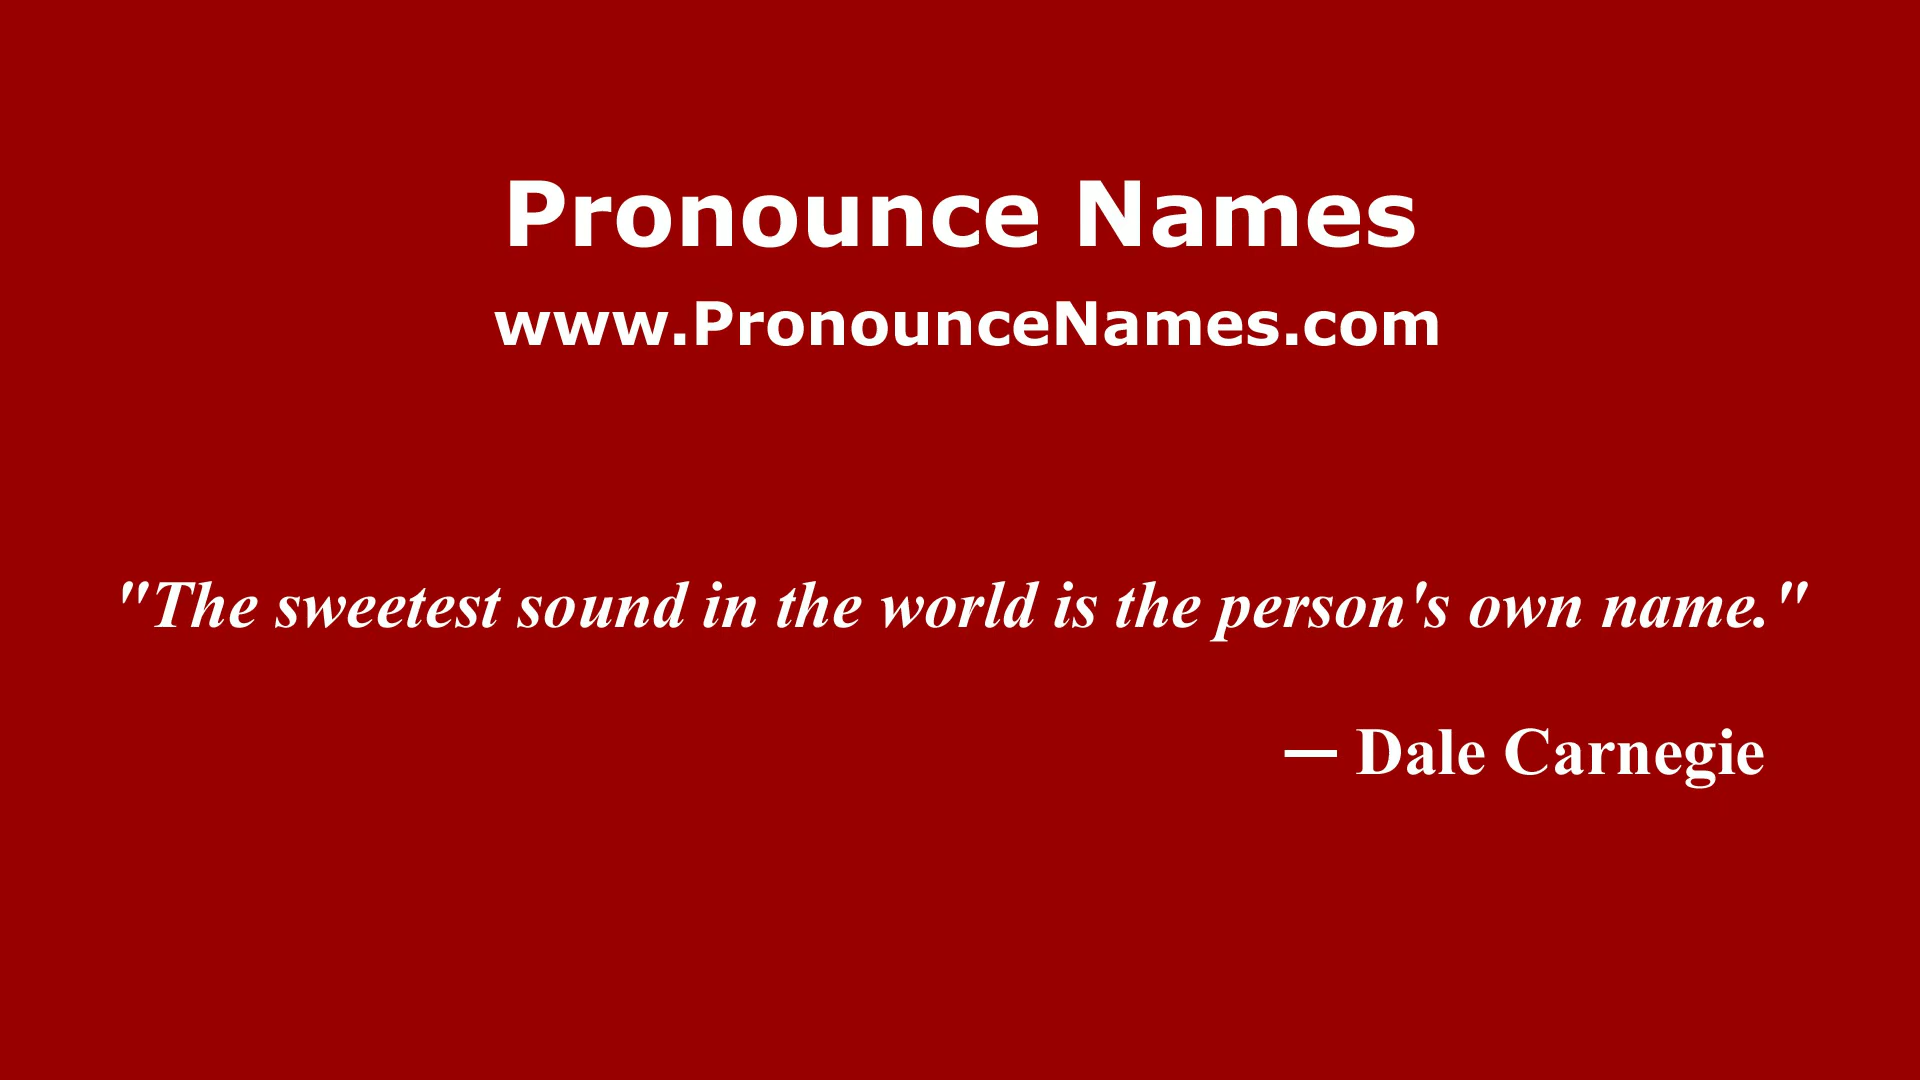 Pronounce Names
www.PronounceNames.com
"The sweetest sound in the world is the person's own name."
— Dale Carnegie